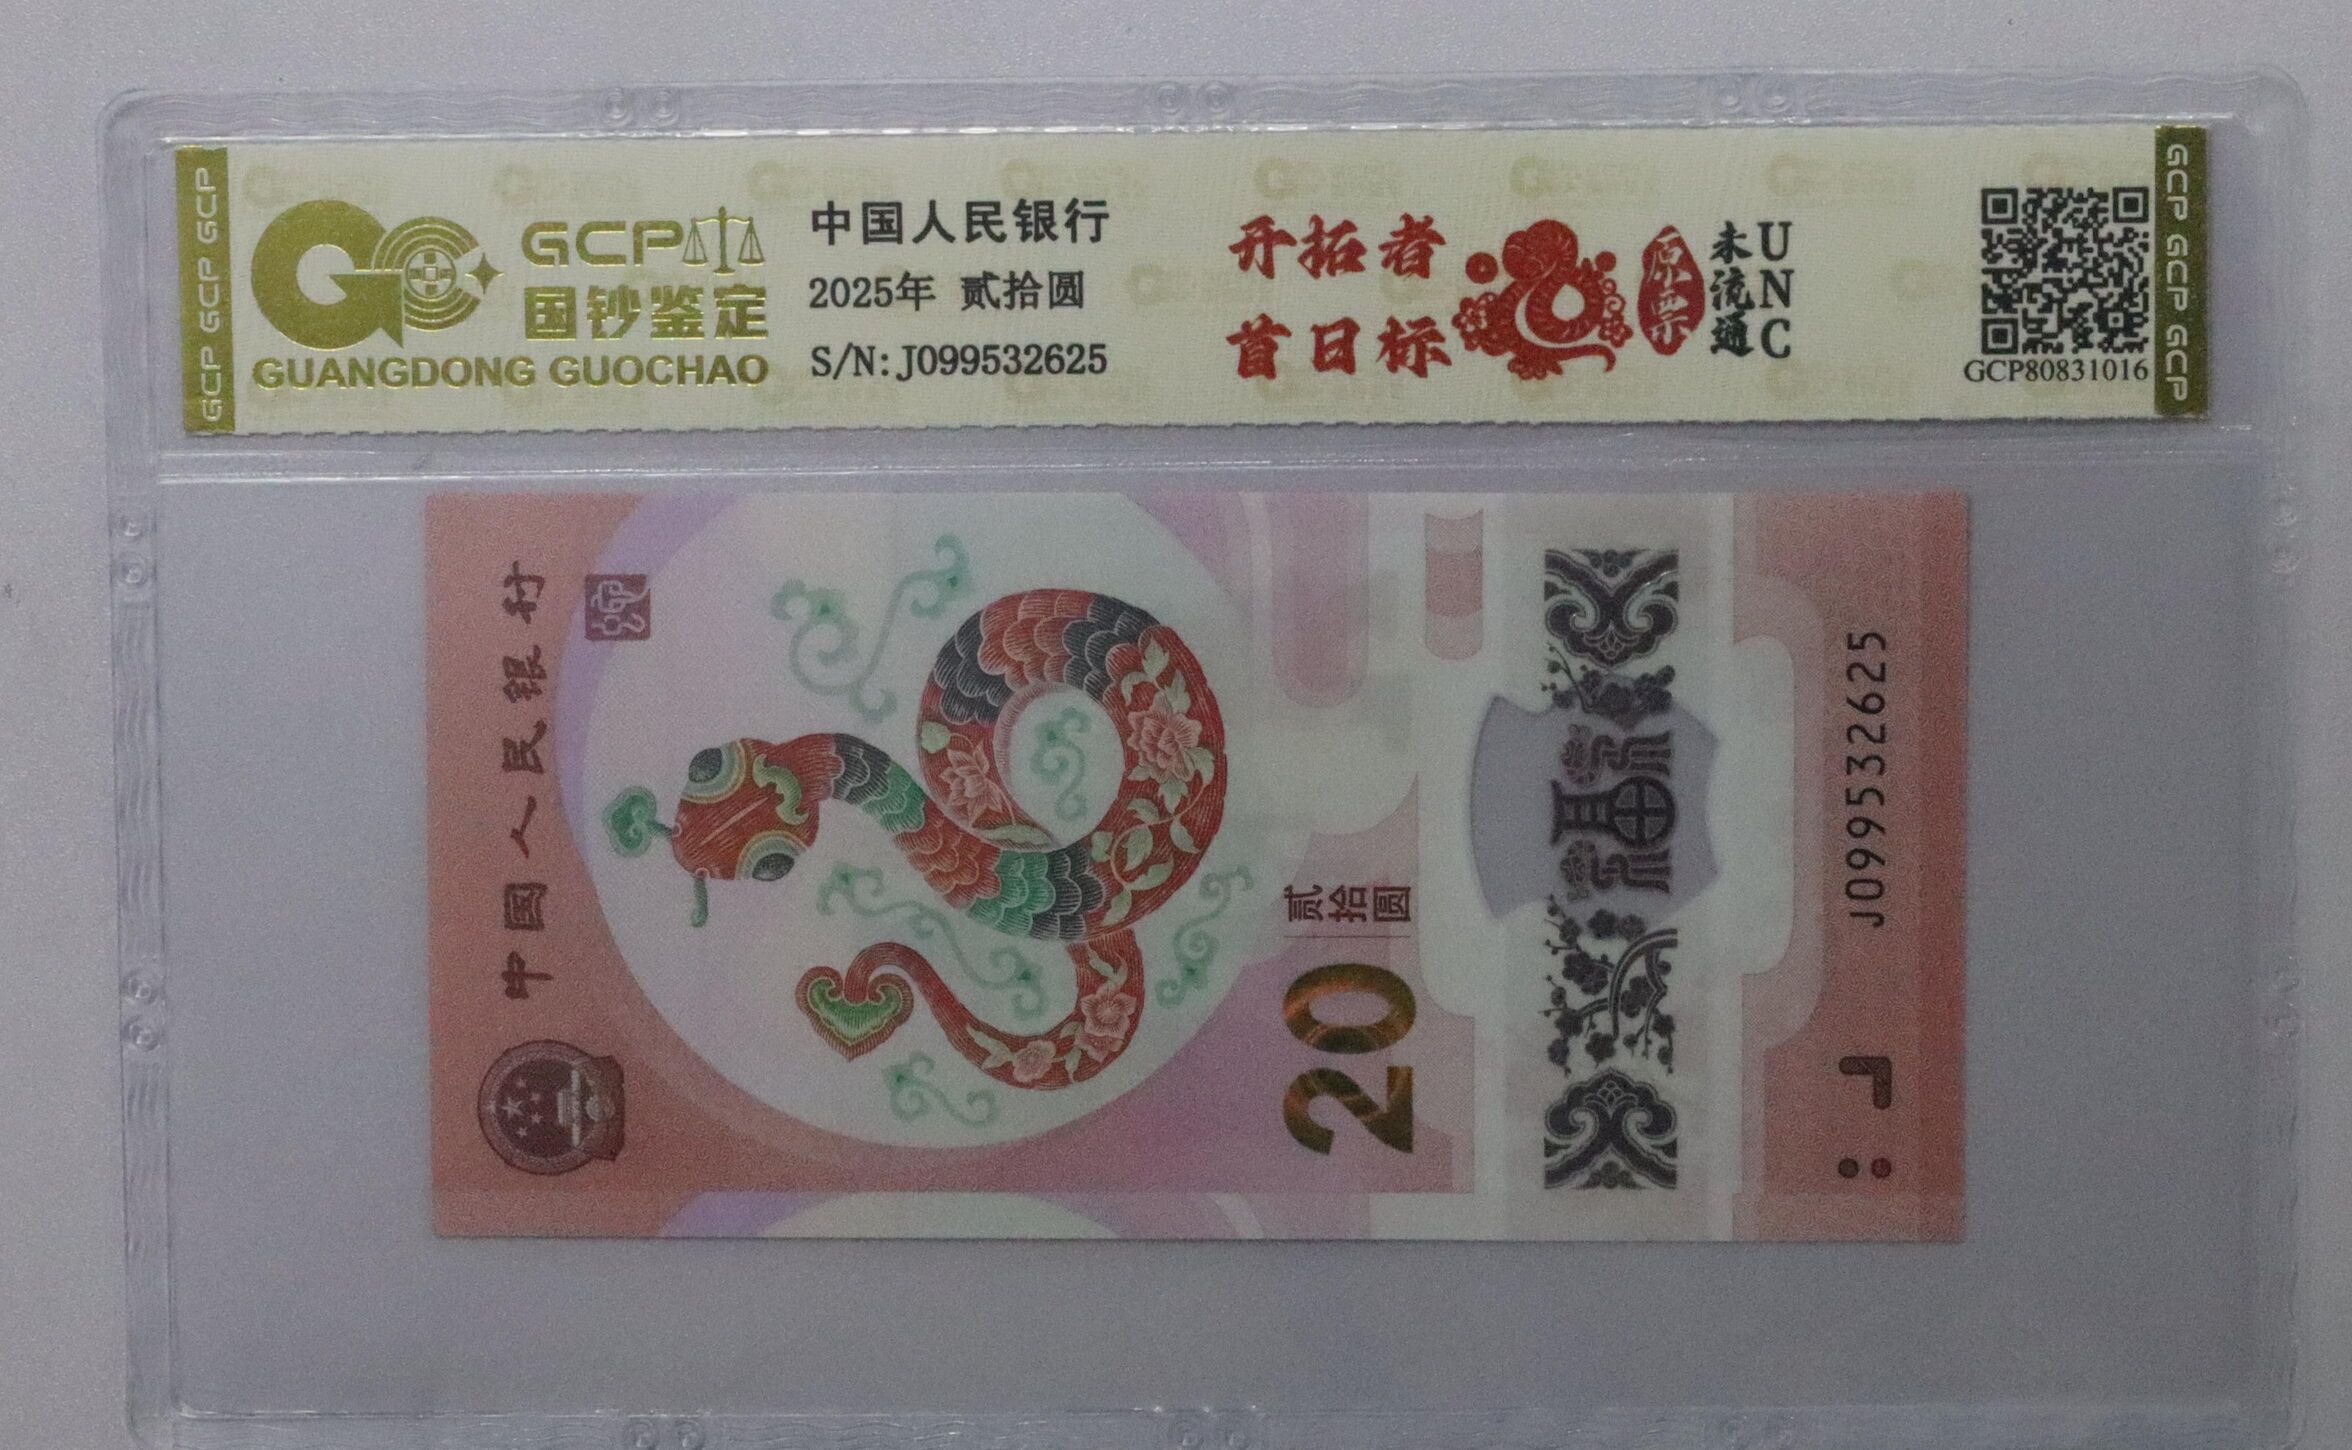 GCP GCP GCP
GCP
国钞鉴定
GUANGDONG GUOCHAO
中国人民银行
2025年 贰拾圆
S/N:J099532625
开拓者
首日标
原票
未流通
UNC
GCP80831016
GCP GCP GCP
中國人民銀行
贰拾圆
20
J099532625